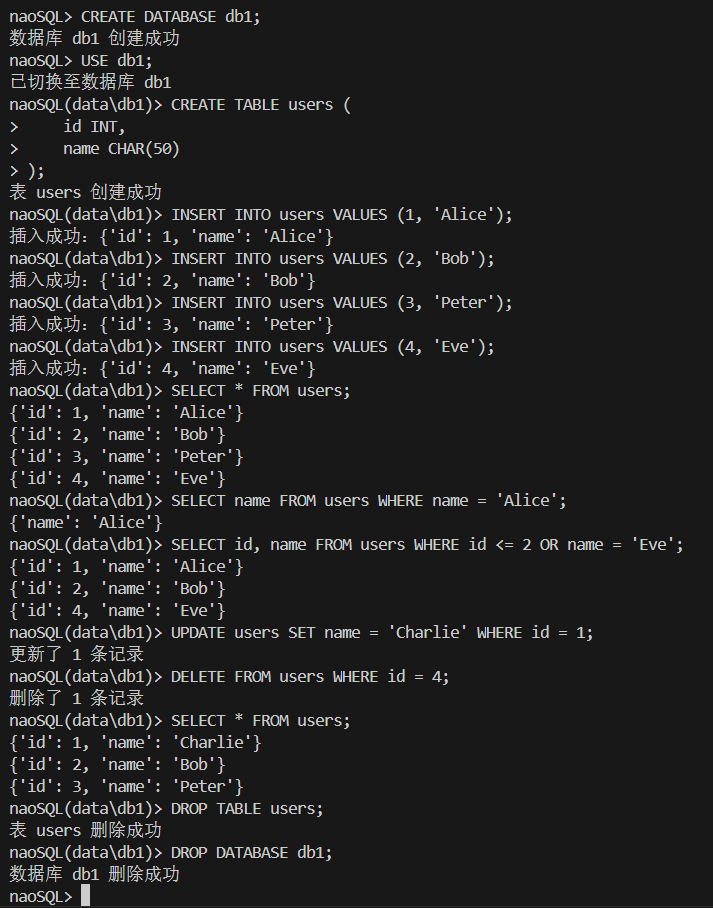 naoSQL> CREATE DATABASE db1;
数据库 db1 创建成功
naoSQL> USE db1;
已切换至数据库 db1
naoSQL(data\db1)> CREATE TABLE users (
>     id INT,
>     name CHAR(50)
> );
表 users 创建成功
naoSQL(data\db1)> INSERT INTO users VALUES (1, 'Alice');
插入成功：{'id': 1, 'name': 'Alice'}
naoSQL(data\db1)> INSERT INTO users VALUES (2, 'Bob');
插入成功：{'id': 2, 'name': 'Bob'}
naoSQL(data\db1)> INSERT INTO users VALUES (3, 'Peter');
插入成功：{'id': 3, 'name': 'Peter'}
naoSQL(data\db1)> INSERT INTO users VALUES (4, 'Eve');
插入成功：{'id': 4, 'name': 'Eve'}
naoSQL(data\db1)> SELECT * FROM users;
{'id': 1, 'name': 'Alice'}
{'id': 2, 'name': 'Bob'}
{'id': 3, 'name': 'Peter'}
{'id': 4, 'name': 'Eve'}
naoSQL(data\db1)> SELECT name FROM users WHERE name = 'Alice';
{'name': 'Alice'}
naoSQL(data\db1)> SELECT id, name FROM users WHERE id <= 2 OR name = 'Eve';
{'id': 1, 'name': 'Alice'}
{'id': 2, 'name': 'Bob'}
{'id': 4, 'name': 'Eve'}
naoSQL(data\db1)> UPDATE users SET name = 'Charlie' WHERE id = 1;
更新了 1 条记录
naoSQL(data\db1)> DELETE FROM users WHERE id = 4;
删除了 1 条记录
naoSQL(data\db1)> SELECT * FROM users;
{'id': 1, 'name': 'Charlie'}
{'id': 2, 'name': 'Bob'}
{'id': 3, 'name': 'Peter'}
naoSQL(data\db1)> DROP TABLE users;
表 users 删除成功
naoSQL(data\db1)> DROP DATABASE db1;
数据库 db1 删除成功
naoSQL>